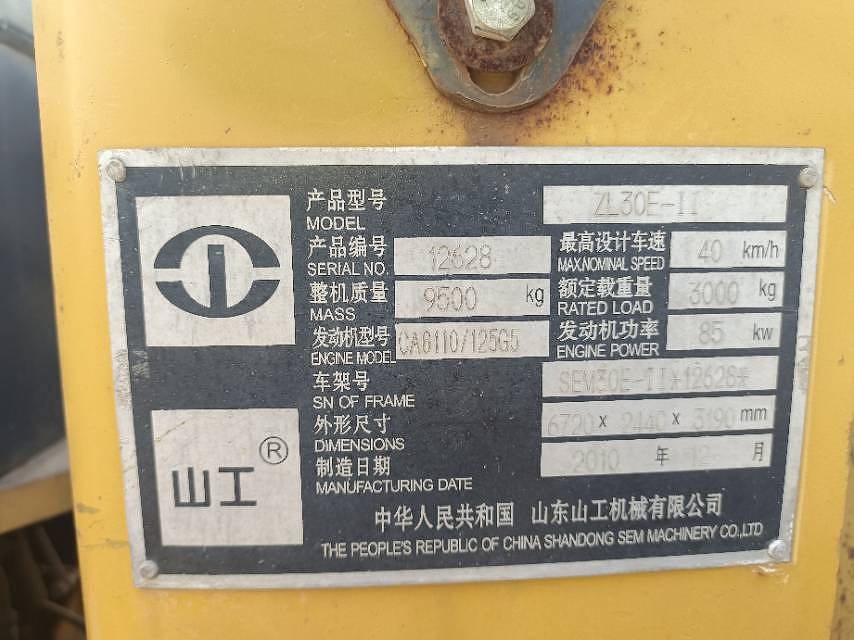 产品型号 ZL30E-II
MODEL
产品编号 12628 最高设计车速 40 km/h
SERIAL NO. MAX.NOMINAL SPEED
整机质量 9500 kg 额定载重量 3000 kg
MASS RATED LOAD
发动机型号 CA6110/125G5 发动机功率 85 kw
ENGINE MODEL ENGINE POWER
车架号 SEM30E-II*12628*
SN OF FRAME
外形尺寸 6720 x 2440 x 3190 mm
DIMENSIONS
制造日期 2010 年 12 月
MANUFACTURING DATE
山工 ®
中华人民共和国 山东山工机械有限公司
THE PEOPLE'S REPUBLIC OF CHINA SHANDONG SEM MACHINERY CO.,LTD